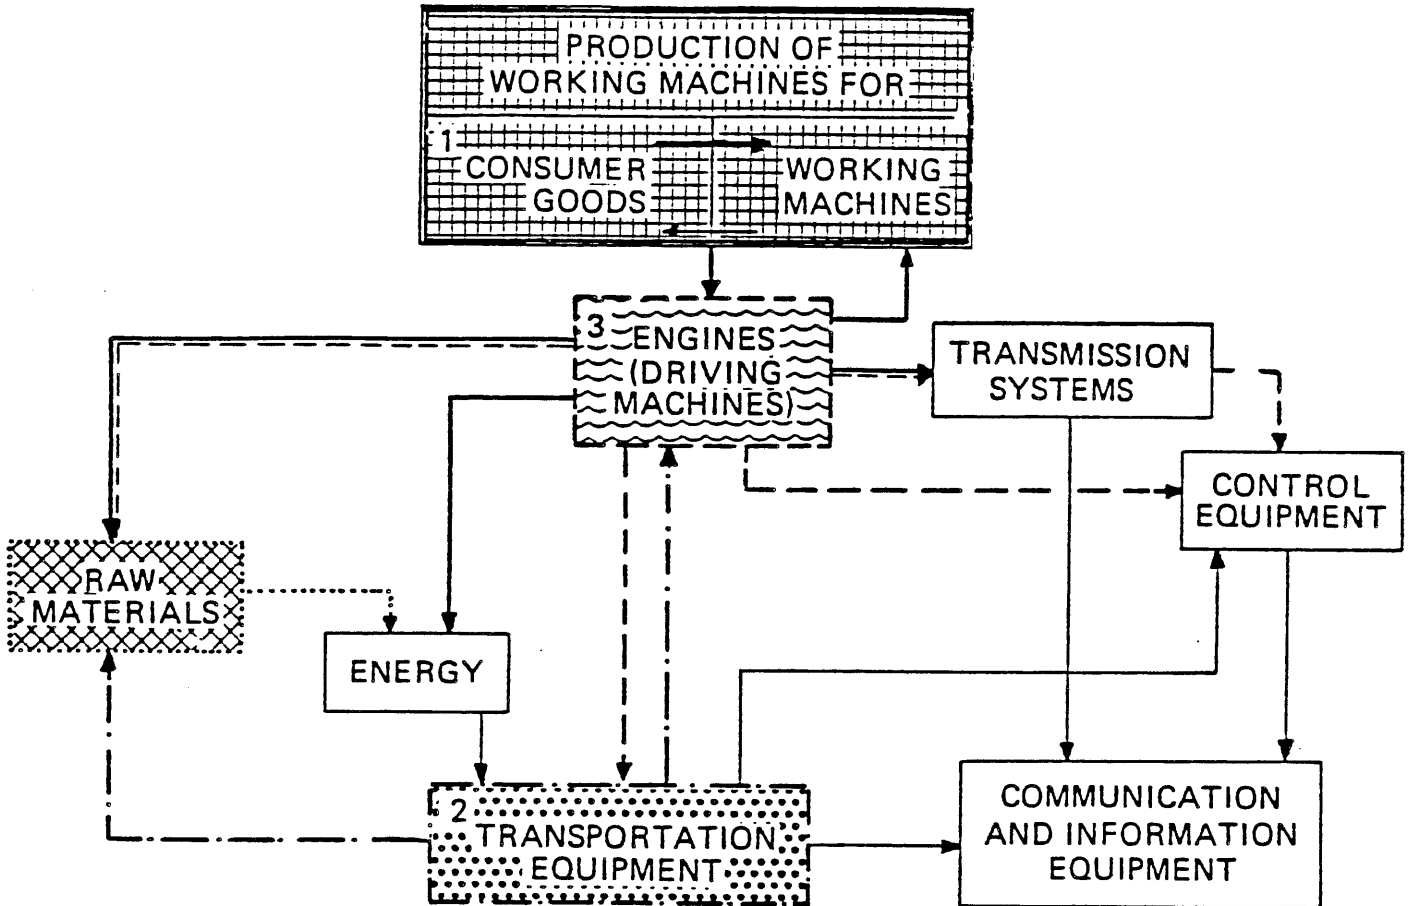 PRODUCTION OF
WORKING MACHINES FOR
1
CONSUMER
GOODS
WORKING
MACHINES
3
ENGINES
(DRIVING
MACHINES)
TRANSMISSION
SYSTEMS
CONTROL
EQUIPMENT
RAW
MATERIALS
ENERGY
2
TRANSPORTATION
EQUIPMENT
COMMUNICATION
AND INFORMATION
EQUIPMENT